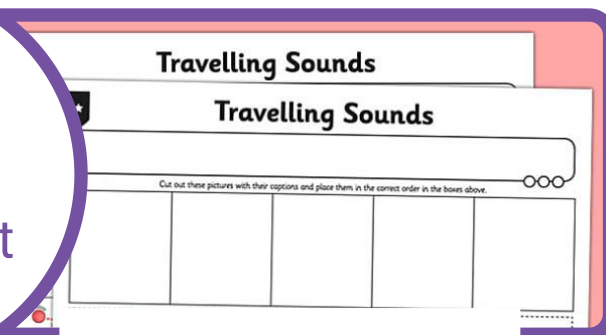 Travelling Sounds
Travelling Sounds
Cut out these pictures with their captions and place them in the correct order in the boxes above.
t